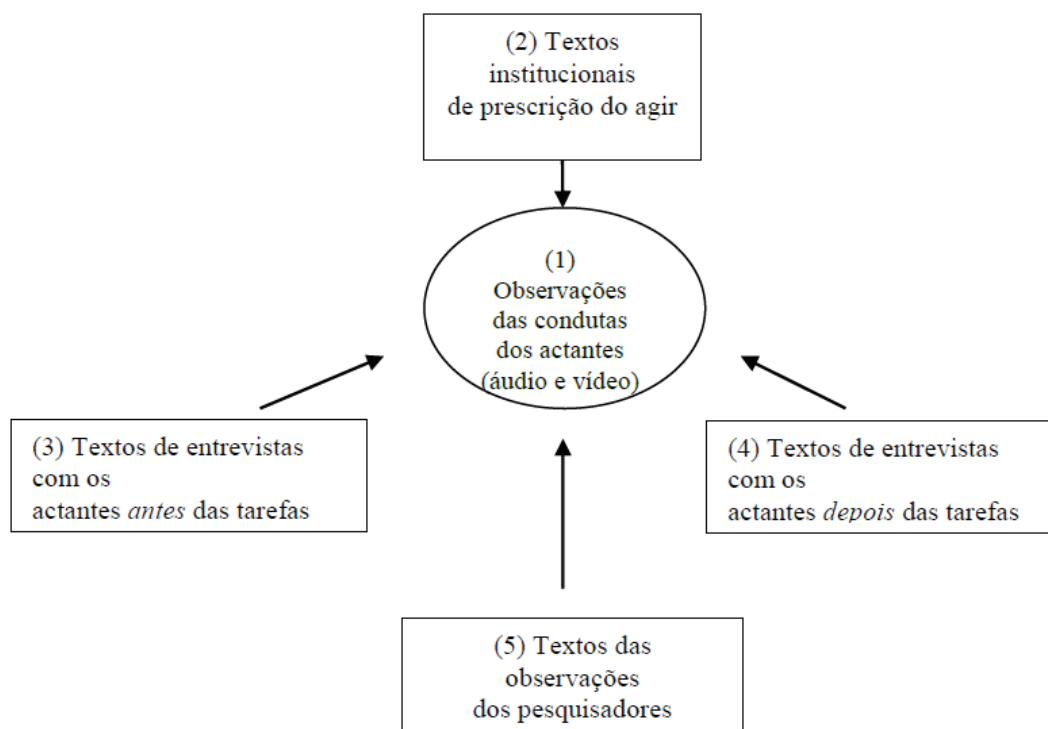 (2) Textos
institucionais
de prescrição do agir
(1)
Observações
das condutas
dos actantes
(áudio e vídeo)
(3) Textos de entrevistas
com os
actantes antes das tarefas
(4) Textos de entrevistas
com os
actantes depois das tarefas
(5) Textos das
observações
dos pesquisadores